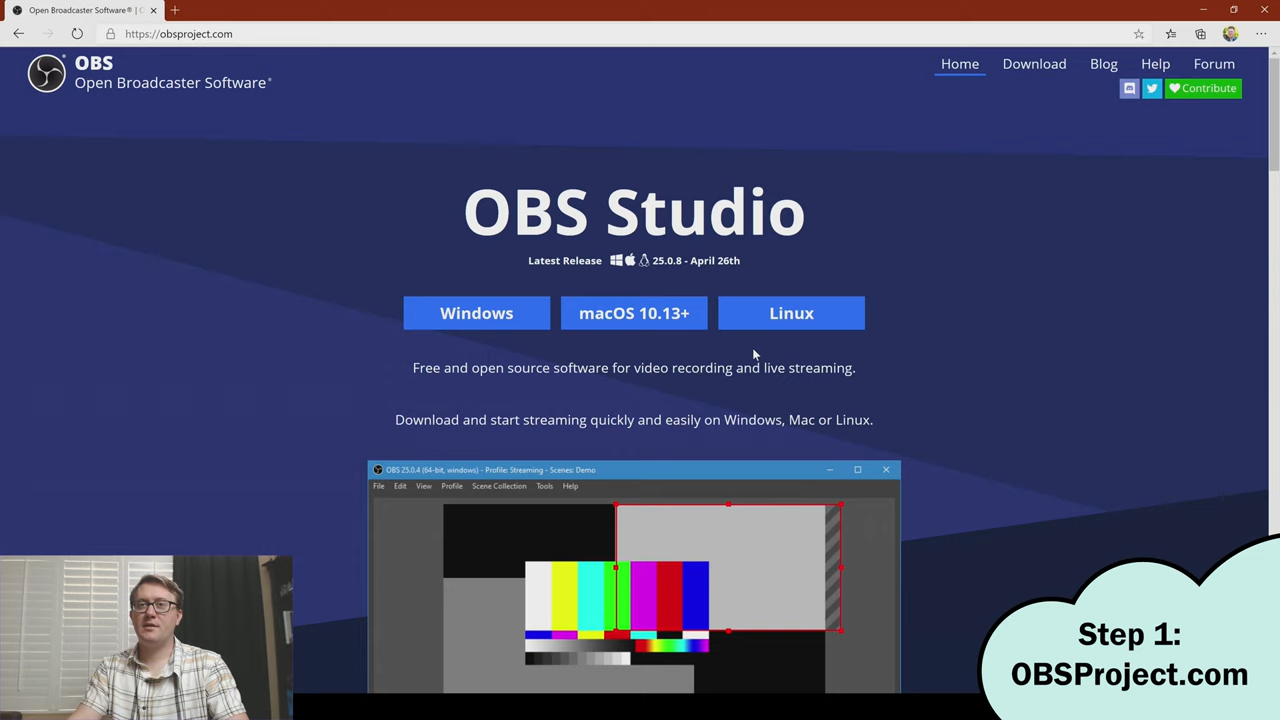 Open Broadcaster Software® | O
https://obsproject.com
OBS
Open Broadcaster Software®
Home
Download
Blog
Help
Forum
Contribute
OBS Studio
Latest Release 25.0.8 - April 26th
Windows
macOS 10.13+
Linux
Free and open source software for video recording and live streaming.
Download and start streaming quickly and easily on Windows, Mac or Linux.
OBS 25.0.4 (64-bit, windows) - Profile: Streaming - Scenes: Demo
File Edit View Profile Scene Collection Tools Help
Step 1:
OBSProject.com